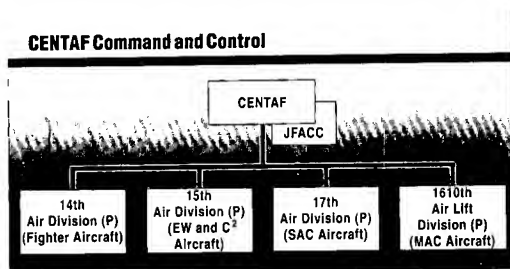 CENTAF Command and Control
CENTAF
JFACC
14th
Air Division (P)
(Fighter Aircraft)
15th
Air Division (P)
(EW and C²
Aircraft)
17th
Air Division (P)
(SAC Aircraft)
1610th
Air Lift
Division (P)
(MAC Aircraft)